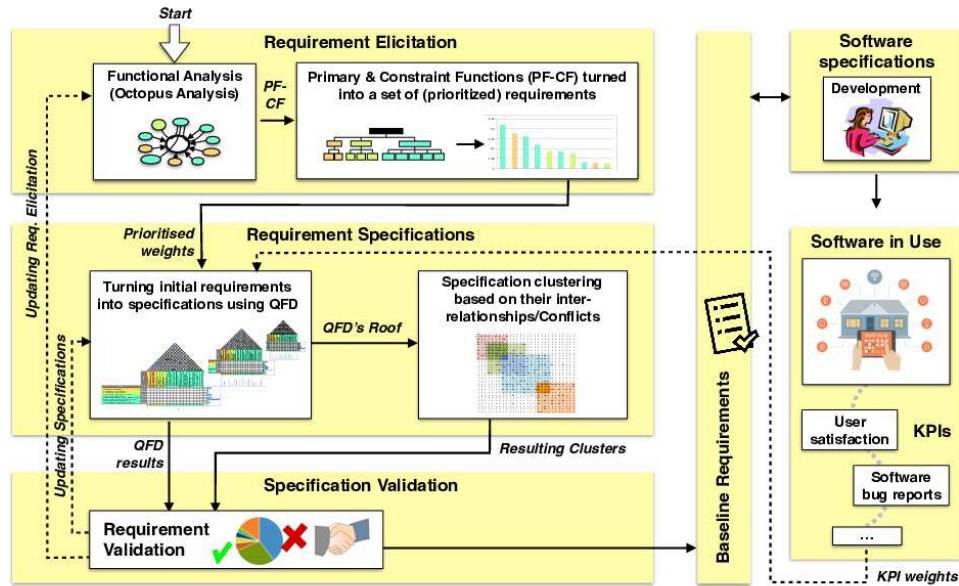 Start
Requirement Elicitation
Functional Analysis
(Octopus Analysis)
PF-
CF
Primary & Constraint Functions (PF-CF) turned
into a set of (prioritized) requirements
Updating Req. Elicitation
Prioritised
weights
Requirement Specifications
Turning initial requirements
into specifications using QFD
QFD's Roof
Specification clustering
based on their inter-
relationships/Conflicts
Updating Specifications
QFD
results
Resulting Clusters
Specification Validation
Requirement
Validation
Baseline Requirements
Software
specifications
Development
Software in Use
User
satisfaction
KPIs
Software
bug reports
...
KPI weights